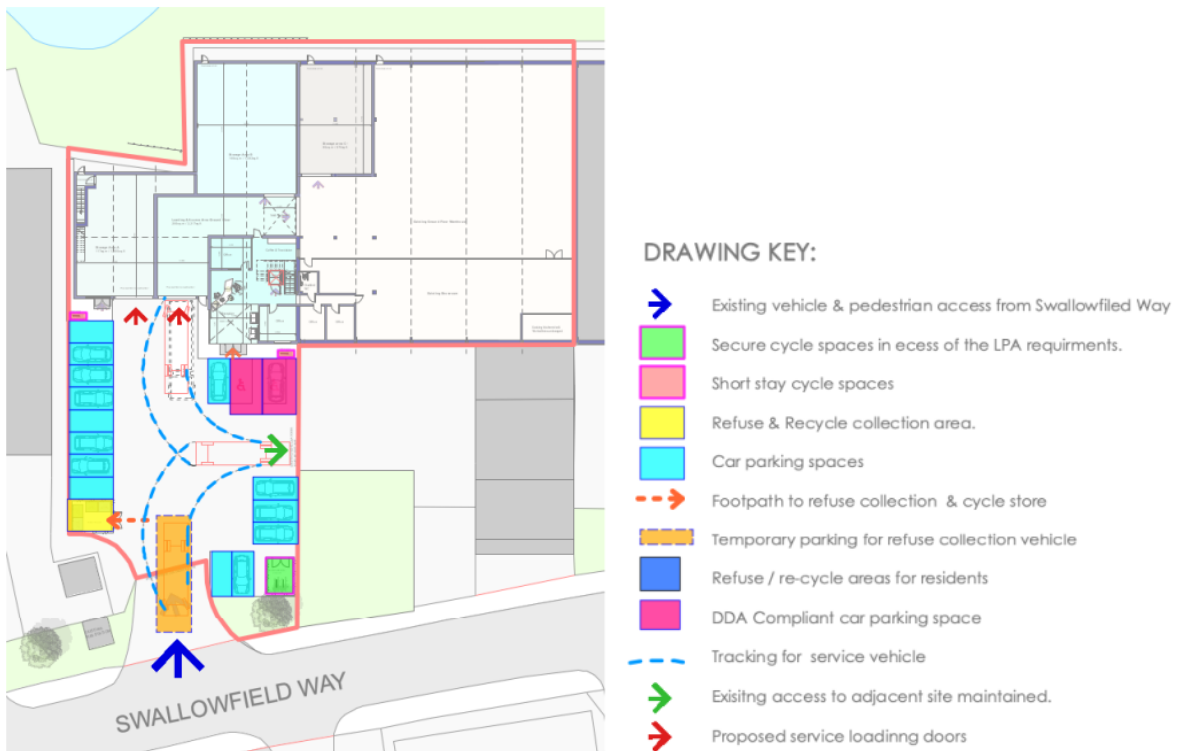 SWALLOWFIELD WAY
DRAWING KEY:
Existing vehicle & pedestrian access from Swallowfiled Way
Secure cycle spaces in ecess of the LPA requirments.
Short stay cycle spaces
Refuse & Recycle collection area.
Car parking spaces
Footpath to refuse collection & cycle store
Temporary parking for refuse collection vehicle
Refuse / re-cycle areas for residents
DDA Compliant car parking space
Tracking for service vehicle
Exisitng access to adjacent site maintained.
Proposed service loadinng doors